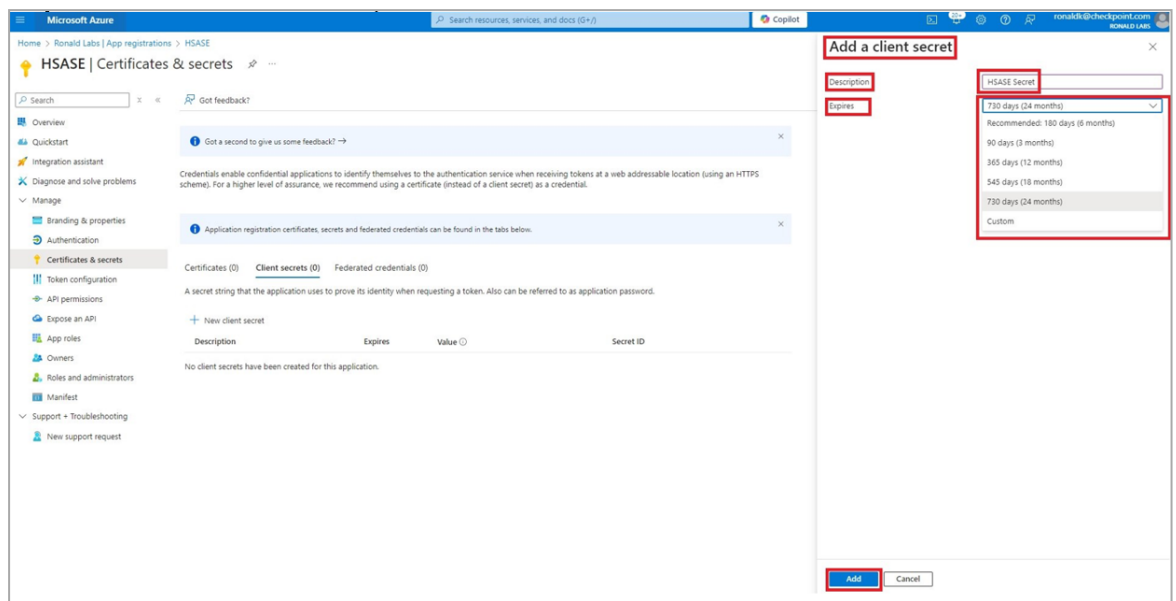 Microsoft Azure
Search resources, services, and docs (G+/)
Copilot
20+
ronaldk@checkpoint.com
RONALD LABS
Home > Ronald Labs | App registrations > HSASE
HSASE | Certificates & secrets
Search
Got feedback?
Overview
Quickstart
Integration assistant
Diagnose and solve problems
Manage
Branding & properties
Authentication
Certificates & secrets
Token configuration
API permissions
Expose an API
App roles
Owners
Roles and administrators
Manifest
Support + Troubleshooting
New support request
Got a second to give us some feedback? →
Credentials enable confidential applications to identify themselves to the authentication service when receiving tokens at a web addressable location (using an HTTPS
scheme). For a higher level of assurance, we recommend using a certificate (instead of a client secret) as a credential.
Application registration certificates, secrets and federated credentials can be found in the tabs below.
Certificates (0) Client secrets (0) Federated credentials (0)
A secret string that the application uses to prove its identity when requesting a token. Also can be referred to as application password.
New client secret
Description Expires Value Secret ID
No client secrets have been created for this application.
Add a client secret
Description HSASE Secret
Expires 730 days (24 months)
Recommended: 180 days (6 months)
90 days (3 months)
365 days (12 months)
545 days (18 months)
730 days (24 months)
Custom
Add Cancel